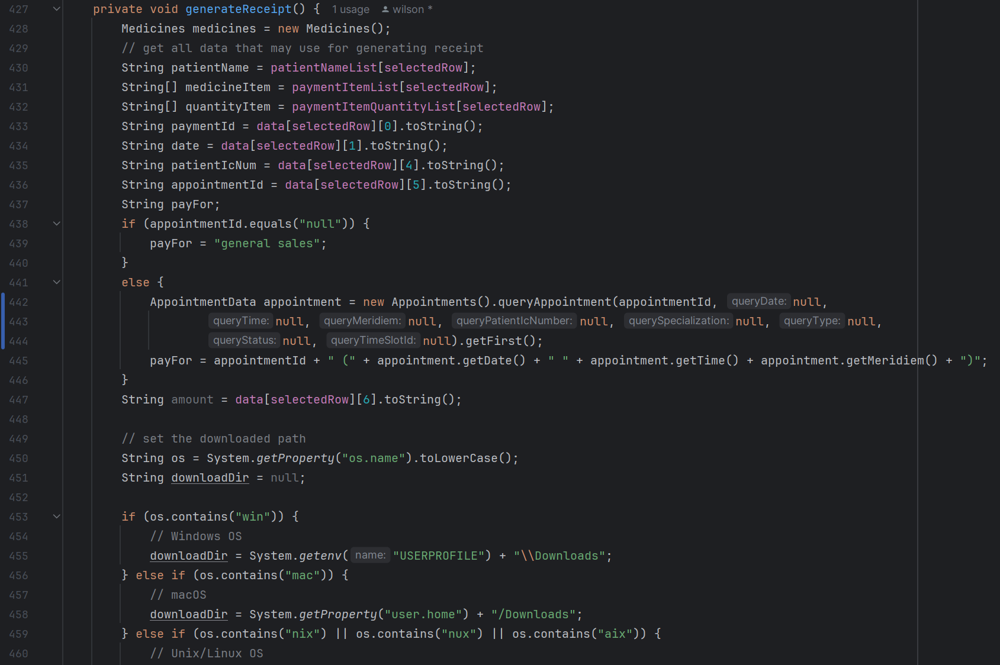 427 private void generateReceipt() { 1 usage wilson *
428 Medicines medicines = new Medicines();
429 // get all data that may use for generating receipt
430 String patientName = patientNameList[selectedRow];
431 String[] medicineItem = paymentItemList[selectedRow];
432 String[] quantityItem = paymentItemQuantityList[selectedRow];
433 String paymentId = data[selectedRow][0].toString();
434 String date = data[selectedRow][1].toString();
435 String patientIcNum = data[selectedRow][4].toString();
436 String appointmentId = data[selectedRow][5].toString();
437 String payFor;
438 if (appointmentId.equals("null")) {
439 payFor = "general sales";
440 }
441 else {
442 AppointmentData appointment = new Appointments().queryAppointment(appointmentId, queryDate: null,
443 queryTime: null, queryMeridiem: null, queryPatientIcNumber: null, querySpecialization: null, queryType: null,
444 queryStatus: null, queryTimeSlotId: null).getFirst();
445 payFor = appointmentId + " (" + appointment.getDate() + " " + appointment.getTime() + appointment.getMeridiem() + ")";
446 }
447 String amount = data[selectedRow][6].toString();
448
449 // set the downloaded path
450 String os = System.getProperty("os.name").toLowerCase();
451 String downloadDir = null;
452
453 if (os.contains("win")) {
454 // Windows OS
455 downloadDir = System.getenv( name: "USERPROFILE") + "\\Downloads";
456 } else if (os.contains("mac")) {
457 // macOS
458 downloadDir = System.getProperty("user.home") + "/Downloads";
459 } else if (os.contains("nix") || os.contains("nux") || os.contains("aix")) {
460 // Unix/Linux OS